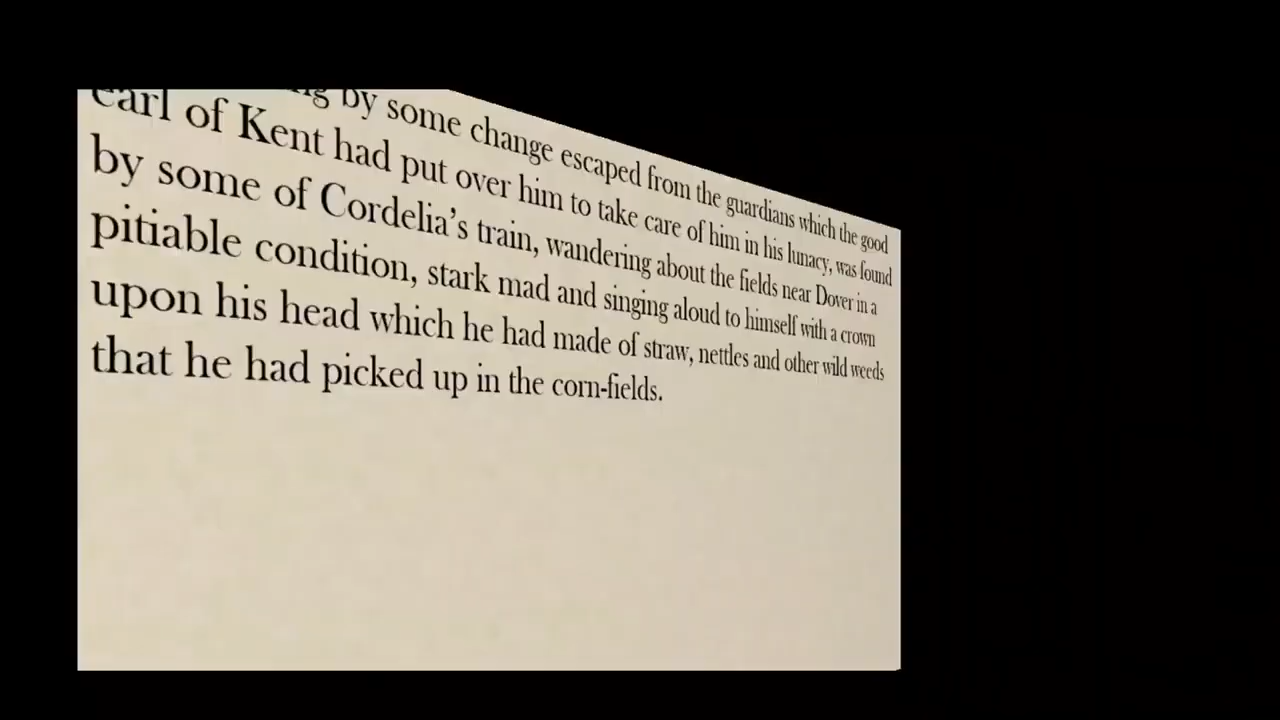 by some change escaped from the guardians which the good
earl of Kent had put over him to take care of him in his lunacy, was found
by some of Cordelia’s train, wandering about the fields near Dover in a
pitiable condition, stark mad and singing aloud to himself with a crown
upon his head which he had made of straw, nettles and other wild weeds
that he had picked up in the corn-fields.